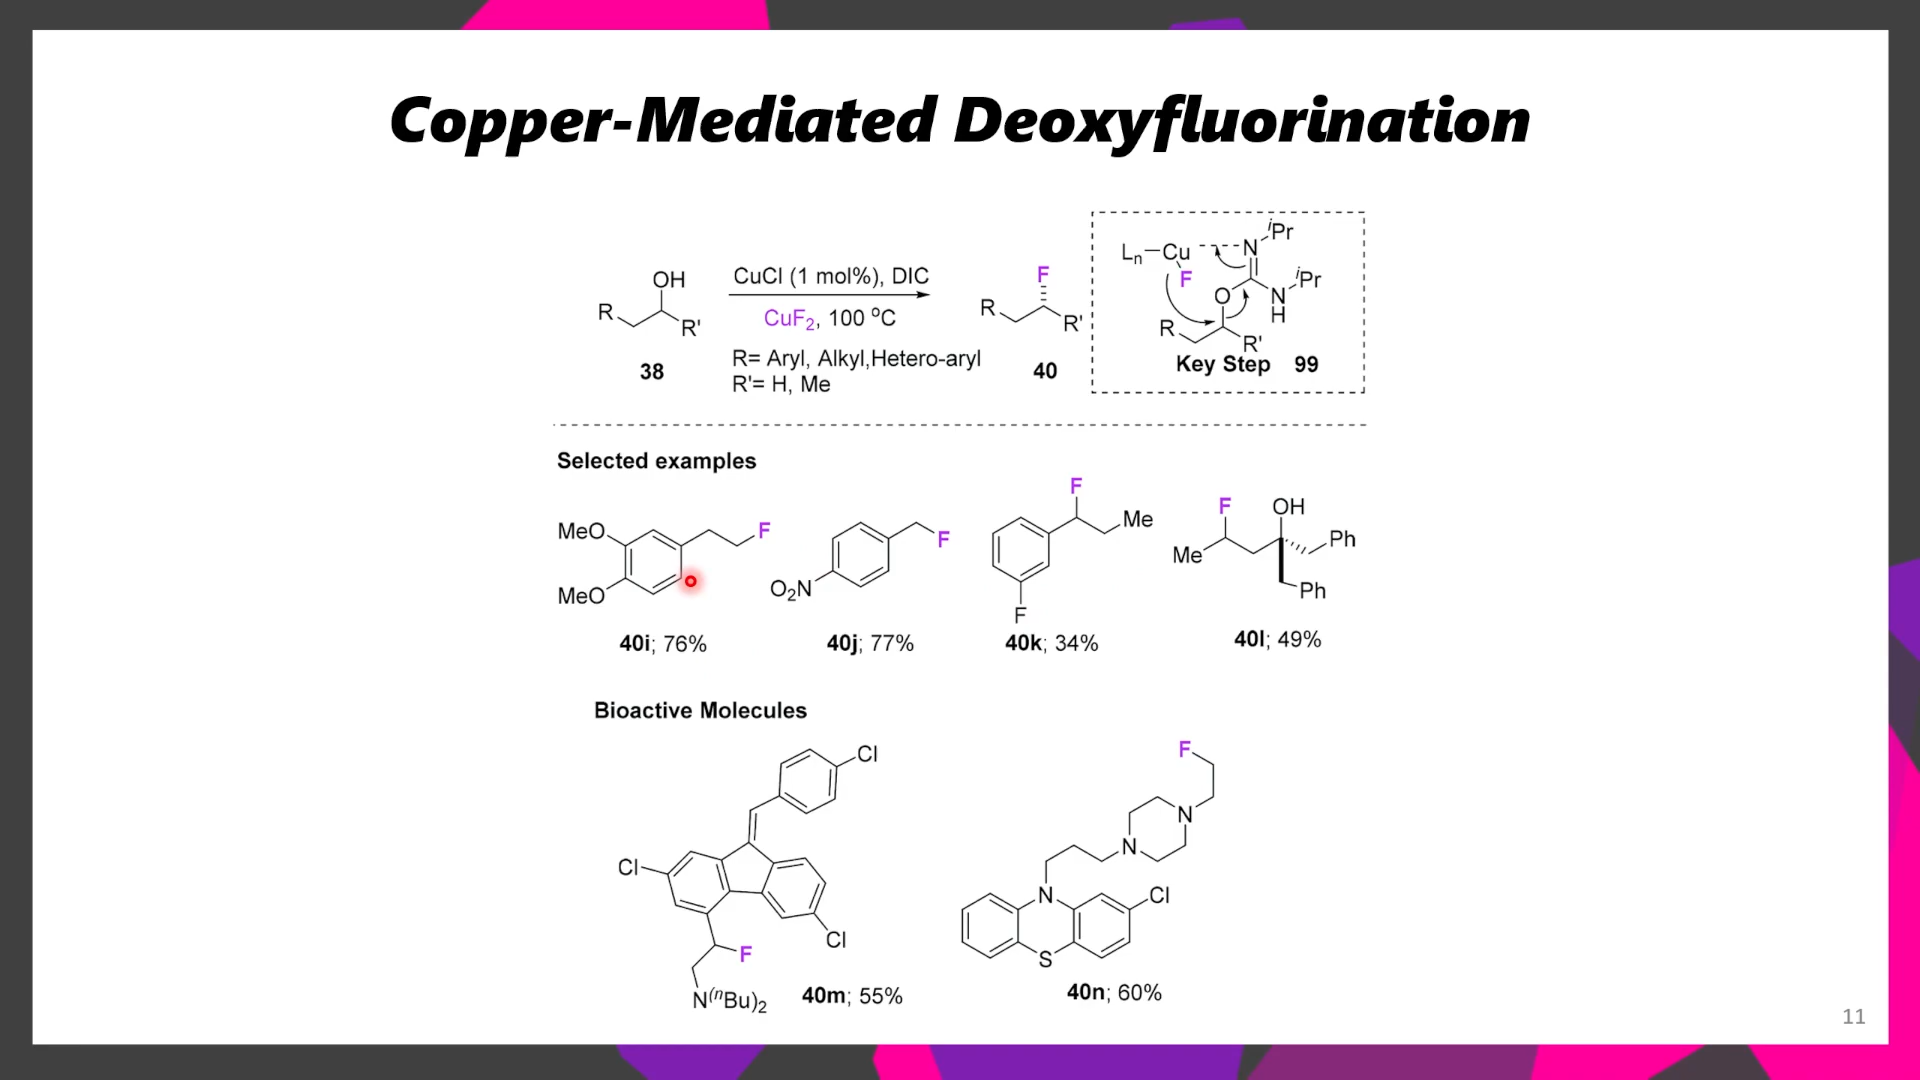 Copper-Mediated Deoxyfluorination
OH
R
R'
38
CuCl (1 mol%), DIC
CuF2, 100 oC
R= Aryl, Alkyl,Hetero-aryl
R'= H, Me
F
R
R'
40
Ln
Cu
F
N
iPr
O
N
H
iPr
R
R'
Key Step 99
Selected examples
MeO
MeO
F
40i; 76%
O2N
F
40j; 77%
F
Me
F
40k; 34%
F
OH
Me
Ph
Ph
40l; 49%
Bioactive Molecules
Cl
Cl
Cl
F
N(nBu)2
40m; 55%
F
N
N
N
Cl
S
40n; 60%
11